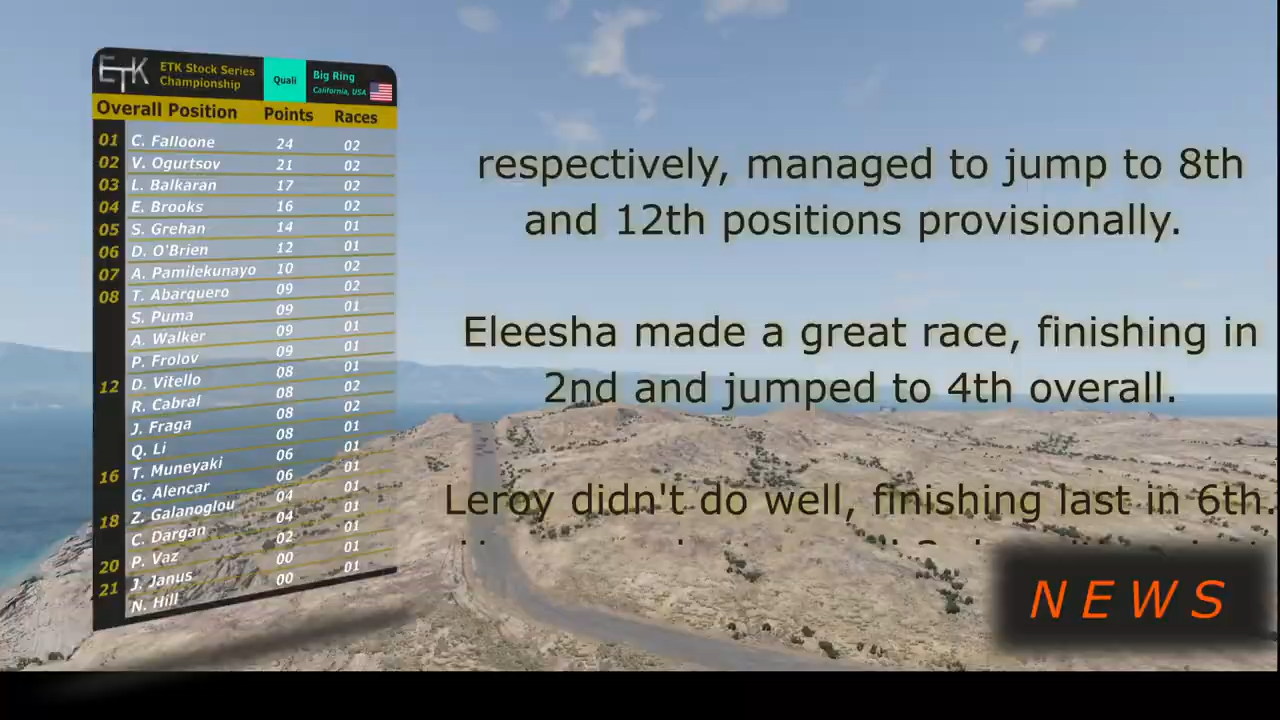 ETK
ETK Stock Series
Championship
Quali
Big Ring
California, USA
Overall Position Points Races
01 C. Falloone 24 02
02 V. Ogurtsov 21 02
03 L. Balkaran 17 02
04 E. Brooks 16 02
05 S. Grehan 14 01
06 D. O'Brien 12 01
07 A. Pamilekunayo 10 02
08 T. Abarquero 09 02
S. Puma 09 01
A. Walker 09 01
P. Frolov 09 01
12 D. Vitello 08 01
R. Cabral 08 02
J. Fraga 08 02
Q. Li 08 01
16 T. Muneyaki 06 01
G. Alencar 06 01
18 Z. Galanoglou 04 01
C. Dargan 04 01
20 P. Vaz 02 01
21 J. Janus 00 01
N. Hill 00 01
respectively, managed to jump to 8th
and 12th positions provisionally.
Eleesha made a great race, finishing in
2nd and jumped to 4th overall.
Leroy didn't do well, finishing last in 6th.
NEWS